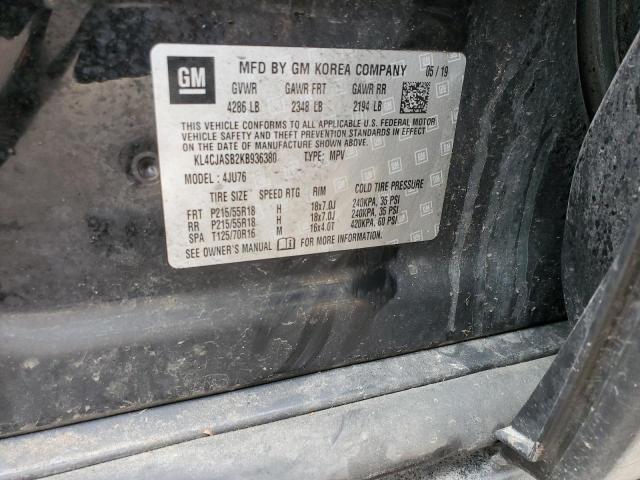 GM MFD BY GM KOREA COMPANY 05/19
GVWR GAWR FRT GAWR RR
4286 LB 2348 LB 2194 LB
THIS VEHICLE CONFORMS TO ALL APPLICABLE U.S. FEDERAL MOTOR
VEHICLE SAFETY AND THEFT PREVENTION STANDARDS IN EFFECT
ON THE DATE OF MANUFACTURE SHOWN ABOVE.
KL4CJASB2KB936380 TYPE: MPV
MODEL: 4JU76
TIRE SIZE SPEED RTG RIM COLD TIRE PRESSURE
FRT P215/55R18 H 18x7.0J 240KPA, 35 PSI
RR P215/55R18 H 18x7.0J 240KPA, 35 PSI
SPA T125/70R16 M 16x4.0T 420KPA, 60 PSI
SEE OWNER'S MANUAL FOR MORE INFORMATION.